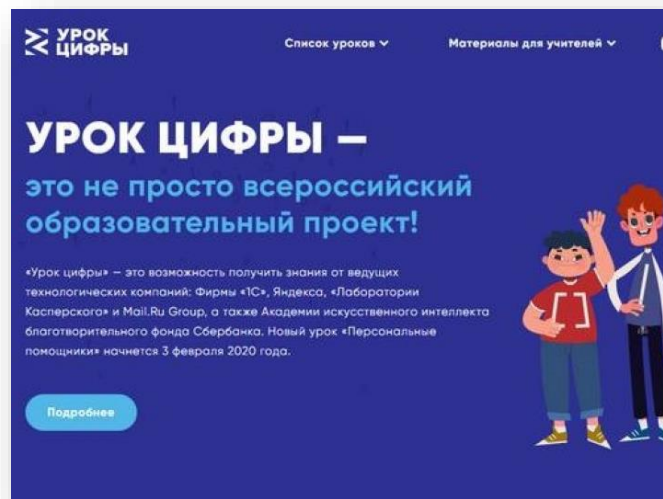 УРОК
ЦИФРЫ
Список уроков
Материалы для учителей
УРОК ЦИФРЫ —
это не просто всероссийский
образовательный проект!
«Урок цифры» — это возможность получить знания от ведущих
технологических компаний: Фирмы «1С», Яндекса, «Лаборатории
Касперского» и Mail.Ru Group, а также Академии искусственного интеллекта
благотворительного фонда Сбербанка. Новый урок «Персональные
помощники» начнется 3 февраля 2020 года.
Подробнее